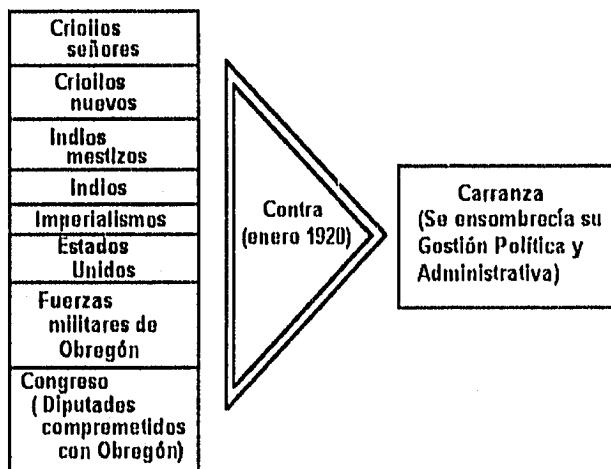 Criollos
señores
Criollos
nuevos
Indios
mestizos
Indios
Imperialismos
Estados
Unidos
Fuerzas
militares de
Obregón
Congreso
( Diputados
comprometidos
con Obregón)
Contra
(enero 1920)
Carranza
(Se ensombrecía su
Gestión Política y
Administrativa)